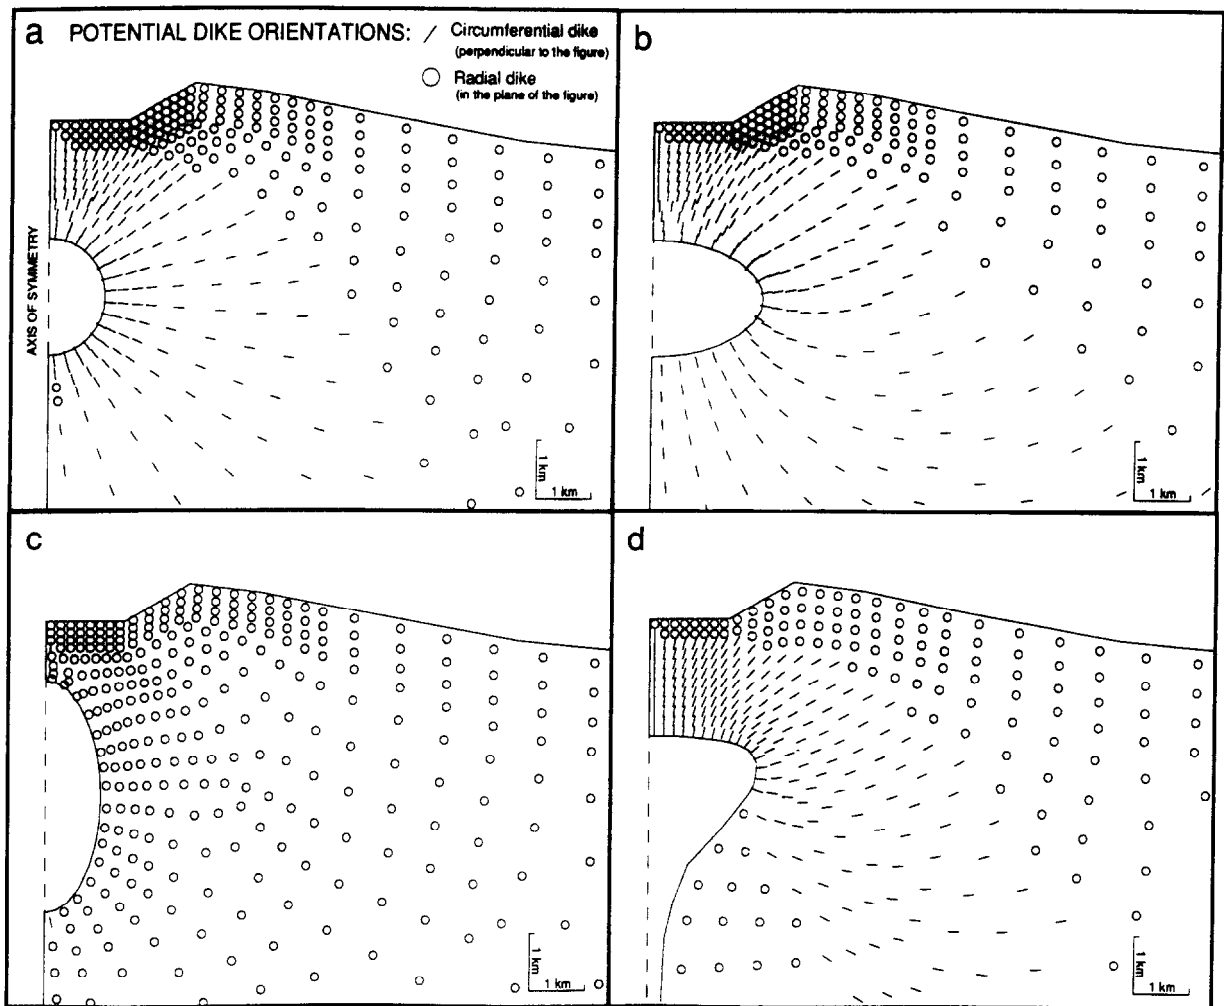 a POTENTIAL DIKE ORIENTATIONS: / Circumferential dike
(perpendicular to the figure)
Radial dike
(in the plane of the figure)
AXIS OF SYMMETRY
1 km
1 km
b
1 km
1 km
c
1 km
1 km
d
1 km
1 km